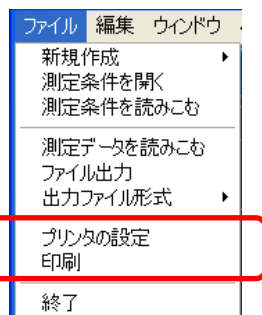 ファイル 編集 ウィンドウ
新規作成
測定条件を開く
測定条件を読みこむ
測定データを読みこむ
ファイル出力
出力ファイル形式
プリンタの設定
印刷
終了